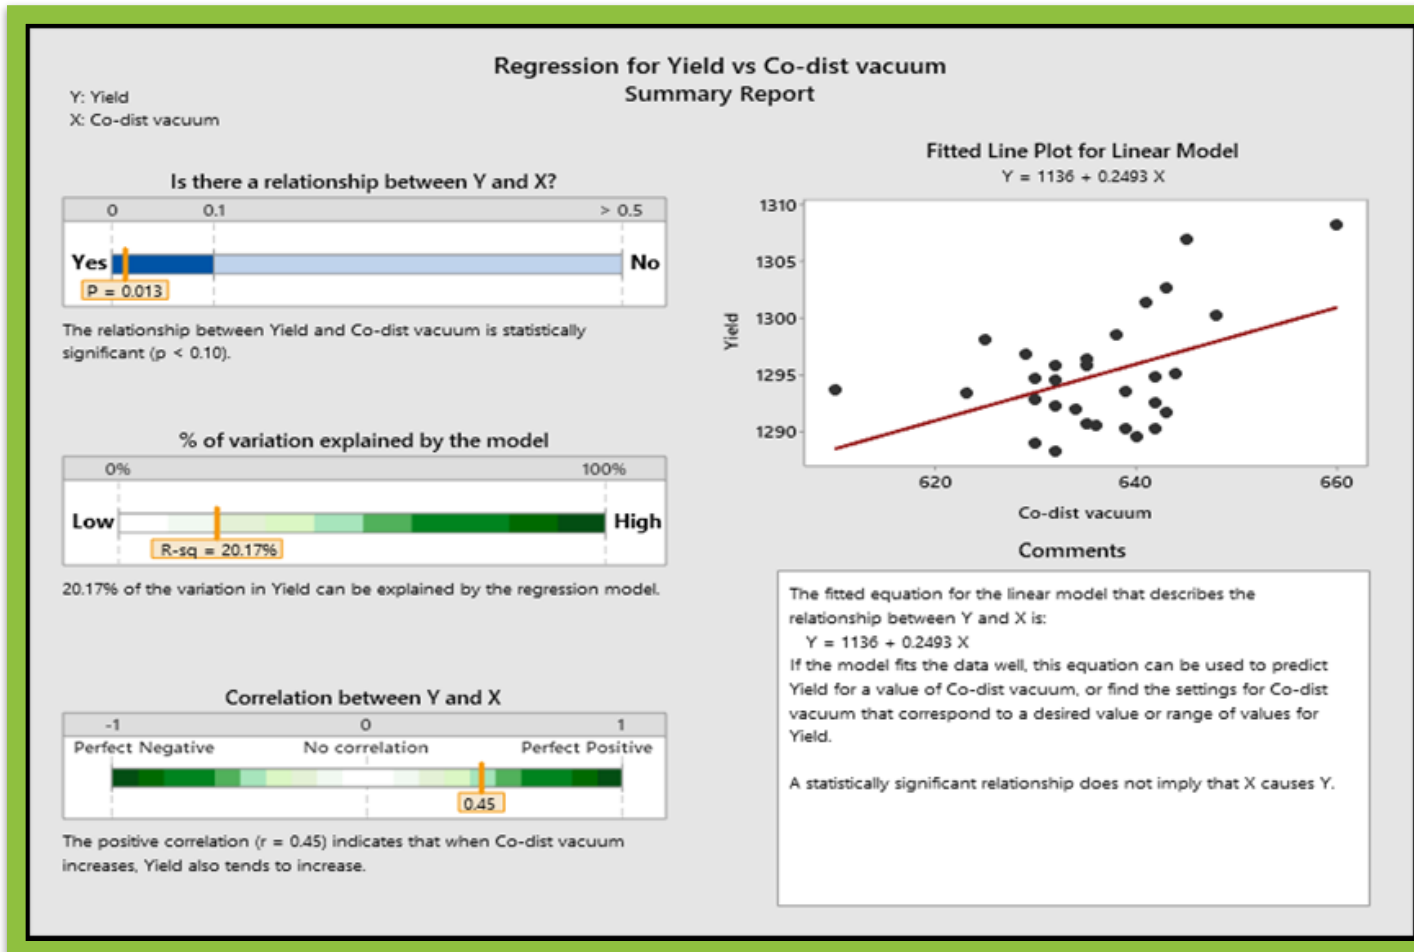 Regression for Yield vs Co-dist vacuum
Summary Report
Y: Yield
X: Co-dist vacuum
Is there a relationship between Y and X?
0 0.1 > 0.5
Yes No
P = 0.013
The relationship between Yield and Co-dist vacuum is statistically
significant (p < 0.10).
% of variation explained by the model
0% 100%
Low High
R-sq = 20.17%
20.17% of the variation in Yield can be explained by the regression model.
Correlation between Y and X
-1 0 1
Perfect Negative No correlation Perfect Positive
0.45
The positive correlation (r = 0.45) indicates that when Co-dist vacuum
increases, Yield also tends to increase.
Fitted Line Plot for Linear Model
Y = 1136 + 0.2493 X
1310
1305
1300
1295
1290
Yield
620 640 660
Co-dist vacuum
Comments
The fitted equation for the linear model that describes the
relationship between Y and X is:
Y = 1136 + 0.2493 X
If the model fits the data well, this equation can be used to predict
Yield for a value of Co-dist vacuum, or find the settings for Co-dist
vacuum that correspond to a desired value or range of values for
Yield.
A statistically significant relationship does not imply that X causes Y.